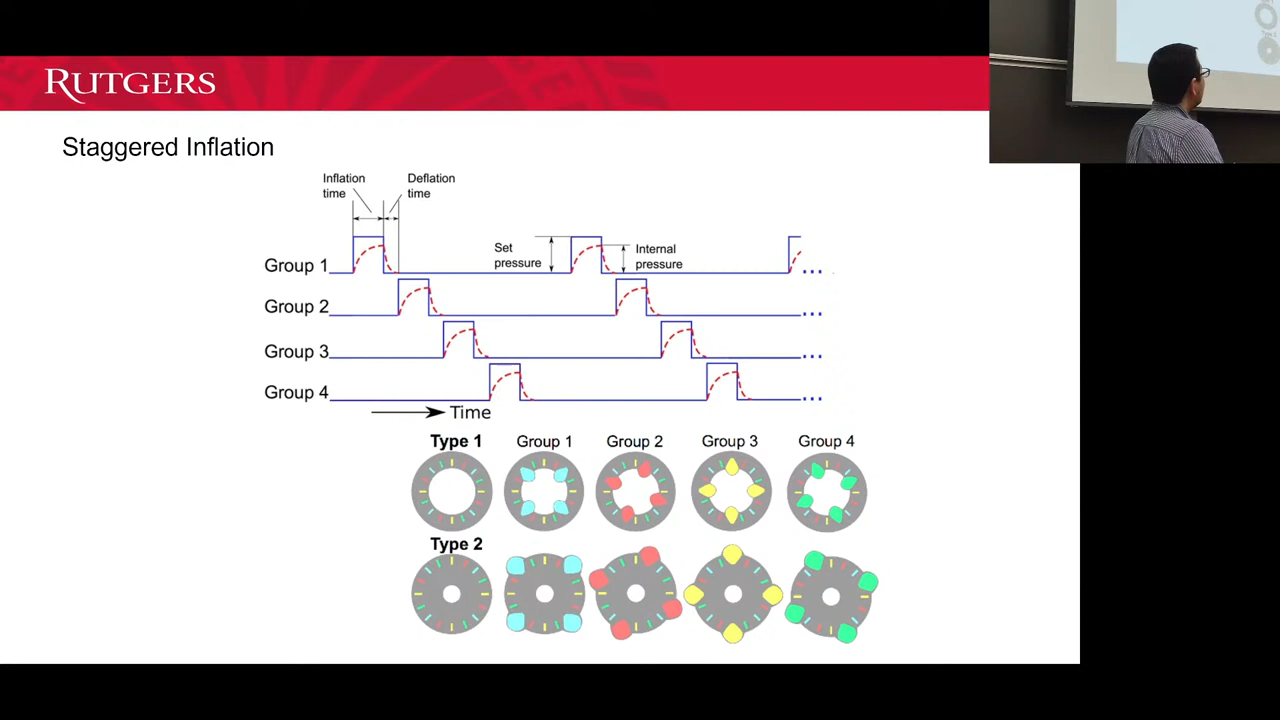 RUTGERS
Staggered Inflation
Inflation
time
Deflation
time
Set
pressure
Internal
pressure
Group 1
...
Group 2
...
Group 3
...
Group 4
...
Time
Type 1 Group 1 Group 2 Group 3 Group 4
Type 2